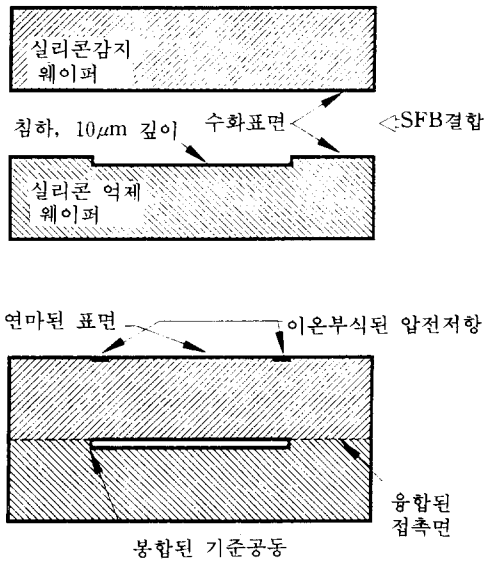 실리콘감지
웨이퍼
침하, 10μm 깊이
수화표면
SFB결합
실리콘 억제
웨이퍼
연마된 표면
이온부식된 압전저항
융합된
접촉면
봉합된 기준공동